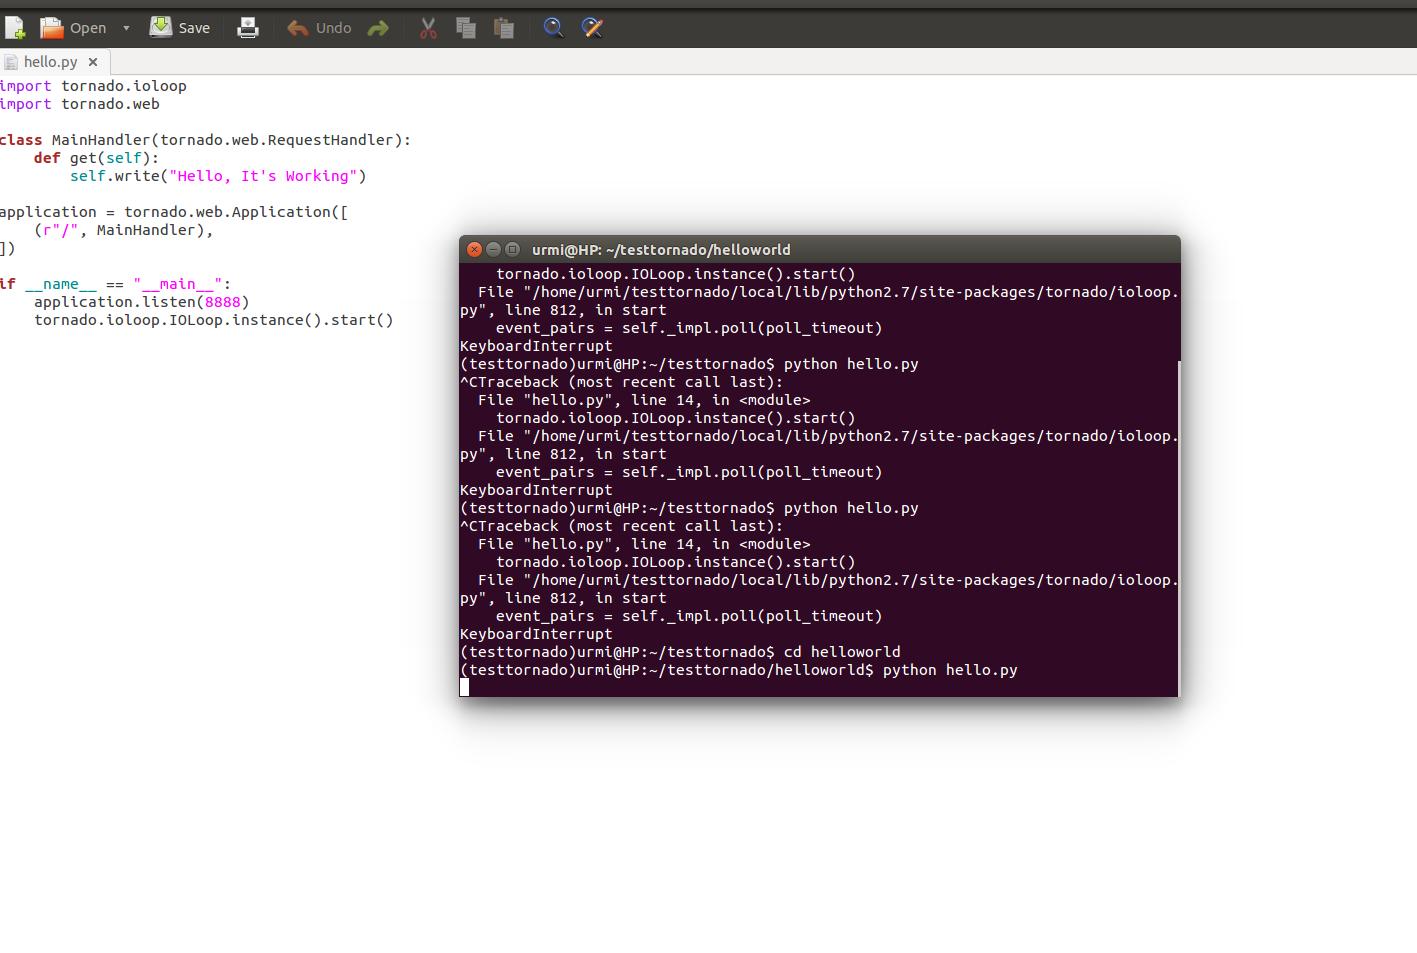 Open
Save
Undo
hello.py
import tornado.ioloop
import tornado.web
class MainHandler(tornado.web.RequestHandler):
def get(self):
self.write("Hello, It's Working")
application = tornado.web.Application([
(r"/", MainHandler),
])
if __name__ == "__main__":
application.listen(8888)
tornado.ioloop.IOLoop.instance().start()
urmi@HP: ~/testtornado/helloworld
tornado.ioloop.IOLoop.instance().start()
File "/home/urmi/testtornado/local/lib/python2.7/site-packages/tornado/ioloop.
py", line 812, in start
event_pairs = self._impl.poll(poll_timeout)
KeyboardInterrupt
(testtornado)urmi@HP:~/testtornado$ python hello.py
^CTraceback (most recent call last):
File "hello.py", line 14, in <module>
tornado.ioloop.IOLoop.instance().start()
File "/home/urmi/testtornado/local/lib/python2.7/site-packages/tornado/ioloop.
py", line 812, in start
event_pairs = self._impl.poll(poll_timeout)
KeyboardInterrupt
(testtornado)urmi@HP:~/testtornado$ python hello.py
^CTraceback (most recent call last):
File "hello.py", line 14, in <module>
tornado.ioloop.IOLoop.instance().start()
File "/home/urmi/testtornado/local/lib/python2.7/site-packages/tornado/ioloop.
py", line 812, in start
event_pairs = self._impl.poll(poll_timeout)
KeyboardInterrupt
(testtornado)urmi@HP:~/testtornado$ cd helloworld
(testtornado)urmi@HP:~/testtornado/helloworld$ python hello.py